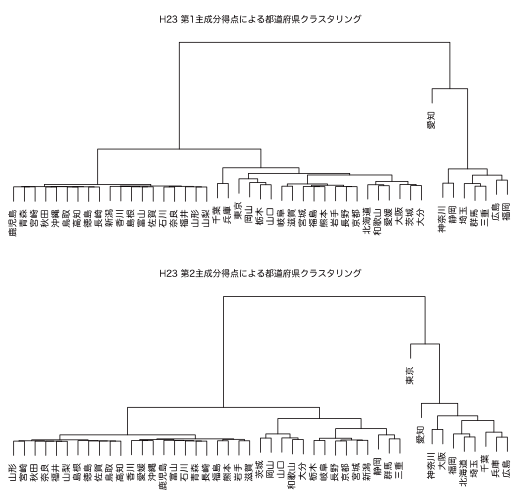 H23 第1主成分得点による都道府県クラスタリング
愛知
鹿児島
青森
宮崎
秋田
沖縄
鳥取
高知
徳島
長崎
新潟
香川
島根
富山
佐賀
石川
奈良
福井
山形
山梨
千葉
兵庫
東京
岡山
栃木
山口
岐阜
滋賀
宮城
福島
熊本
岩手
長野
京都
北海道
和歌山
愛媛
大阪
茨城
大分
神奈川
静岡
埼玉
群馬
三重
広島
福岡
H23 第2主成分得点による都道府県クラスタリング
東京
愛知
山形
宮崎
秋田
奈良
福井
山梨
島根
徳島
佐賀
鳥取
高知
香川
愛媛
沖縄
鹿児島
富山
石川
青森
長崎
福島
熊本
岩手
滋賀
茨城
岡山
山口
和歌山
大分
栃木
岐阜
長野
京都
宮城
新潟
静岡
群馬
三重
神奈川
大阪
福岡
北海道
埼玉
千葉
兵庫
広島